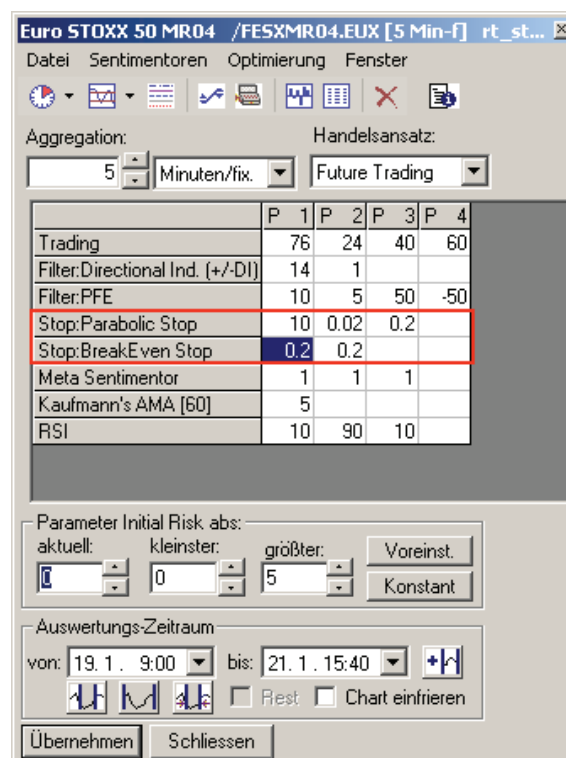 Euro STOXX 50 MR04 /FESXMR04.EUX [5 Min-f] rt_st...
Datei Sentimentoren Optimierung Fenster
Aggregation: Handelsansatz:
5 Minuten/fix. Future Trading
P 1 P 2 P 3 P 4
Trading 76 24 40 60
Filter:Directional Ind. (+/-DI) 14 1
Filter:PFE 10 5 50 -50
Stop:Parabolic Stop 10 0.02 0.2
Stop:BreakEven Stop 0.2 0.2
Meta Sentimentor 1 1 1
Kaufmann's AMA [60] 5
RSI 10 90 10
Parameter Initial Risk abs:
aktuell: kleinster: größter: Voreinst.
0 0 5 Konstant
Auswertungs-Zeitraum
von: 19. 1. 9:00 bis: 21. 1. 15:40
Rest Chart einfrieren
Übernehmen Schliessen